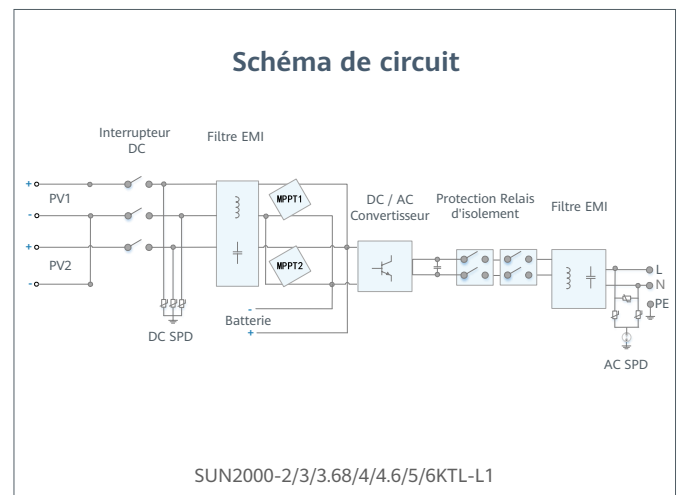 Schéma de circuit
Interrupteur
DC
Filtre EMI
+
PV1
-
+
PV2
-
DC SPD
MPPT1
MPPT2
-
Batterie
+
DC / AC
Convertisseur
Protection Relais
d'isolement
Filtre EMI
L
N
PE
AC SPD
SUN2000-2/3/3.68/4/4.6/5/6KTL-L1